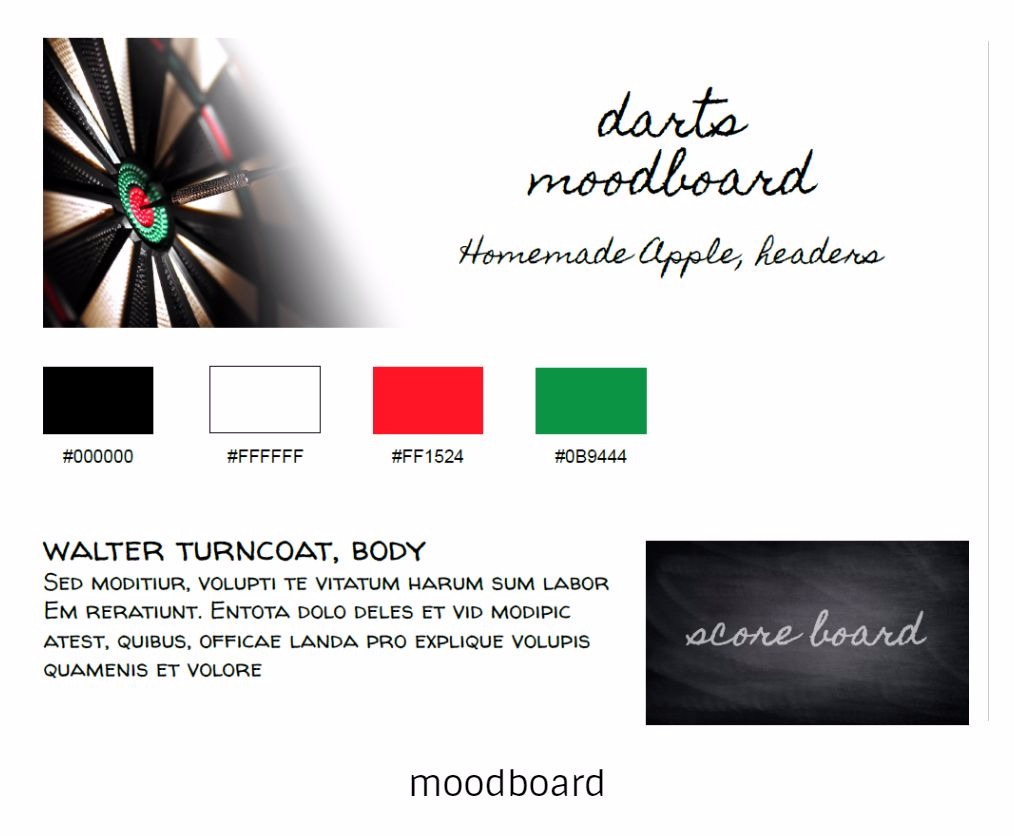 darts
moodboard
Homemade Apple, headers
#000000
#FFFFFF
#FF1524
#0B9444
WALTER TURNCOAT, BODY
SED MODITIUR, VOLUPTI TE VITATUM HARUM SUM LABOR
EM RERATIUNT. ENTOTA DOLO DELES ET VID MODIPIC
ATEST, QUIBUS, OFFICAE LANDA PRO EXPLIQUE VOLUPIS
QUAMENIS ET VOLORE
score board
moodboard